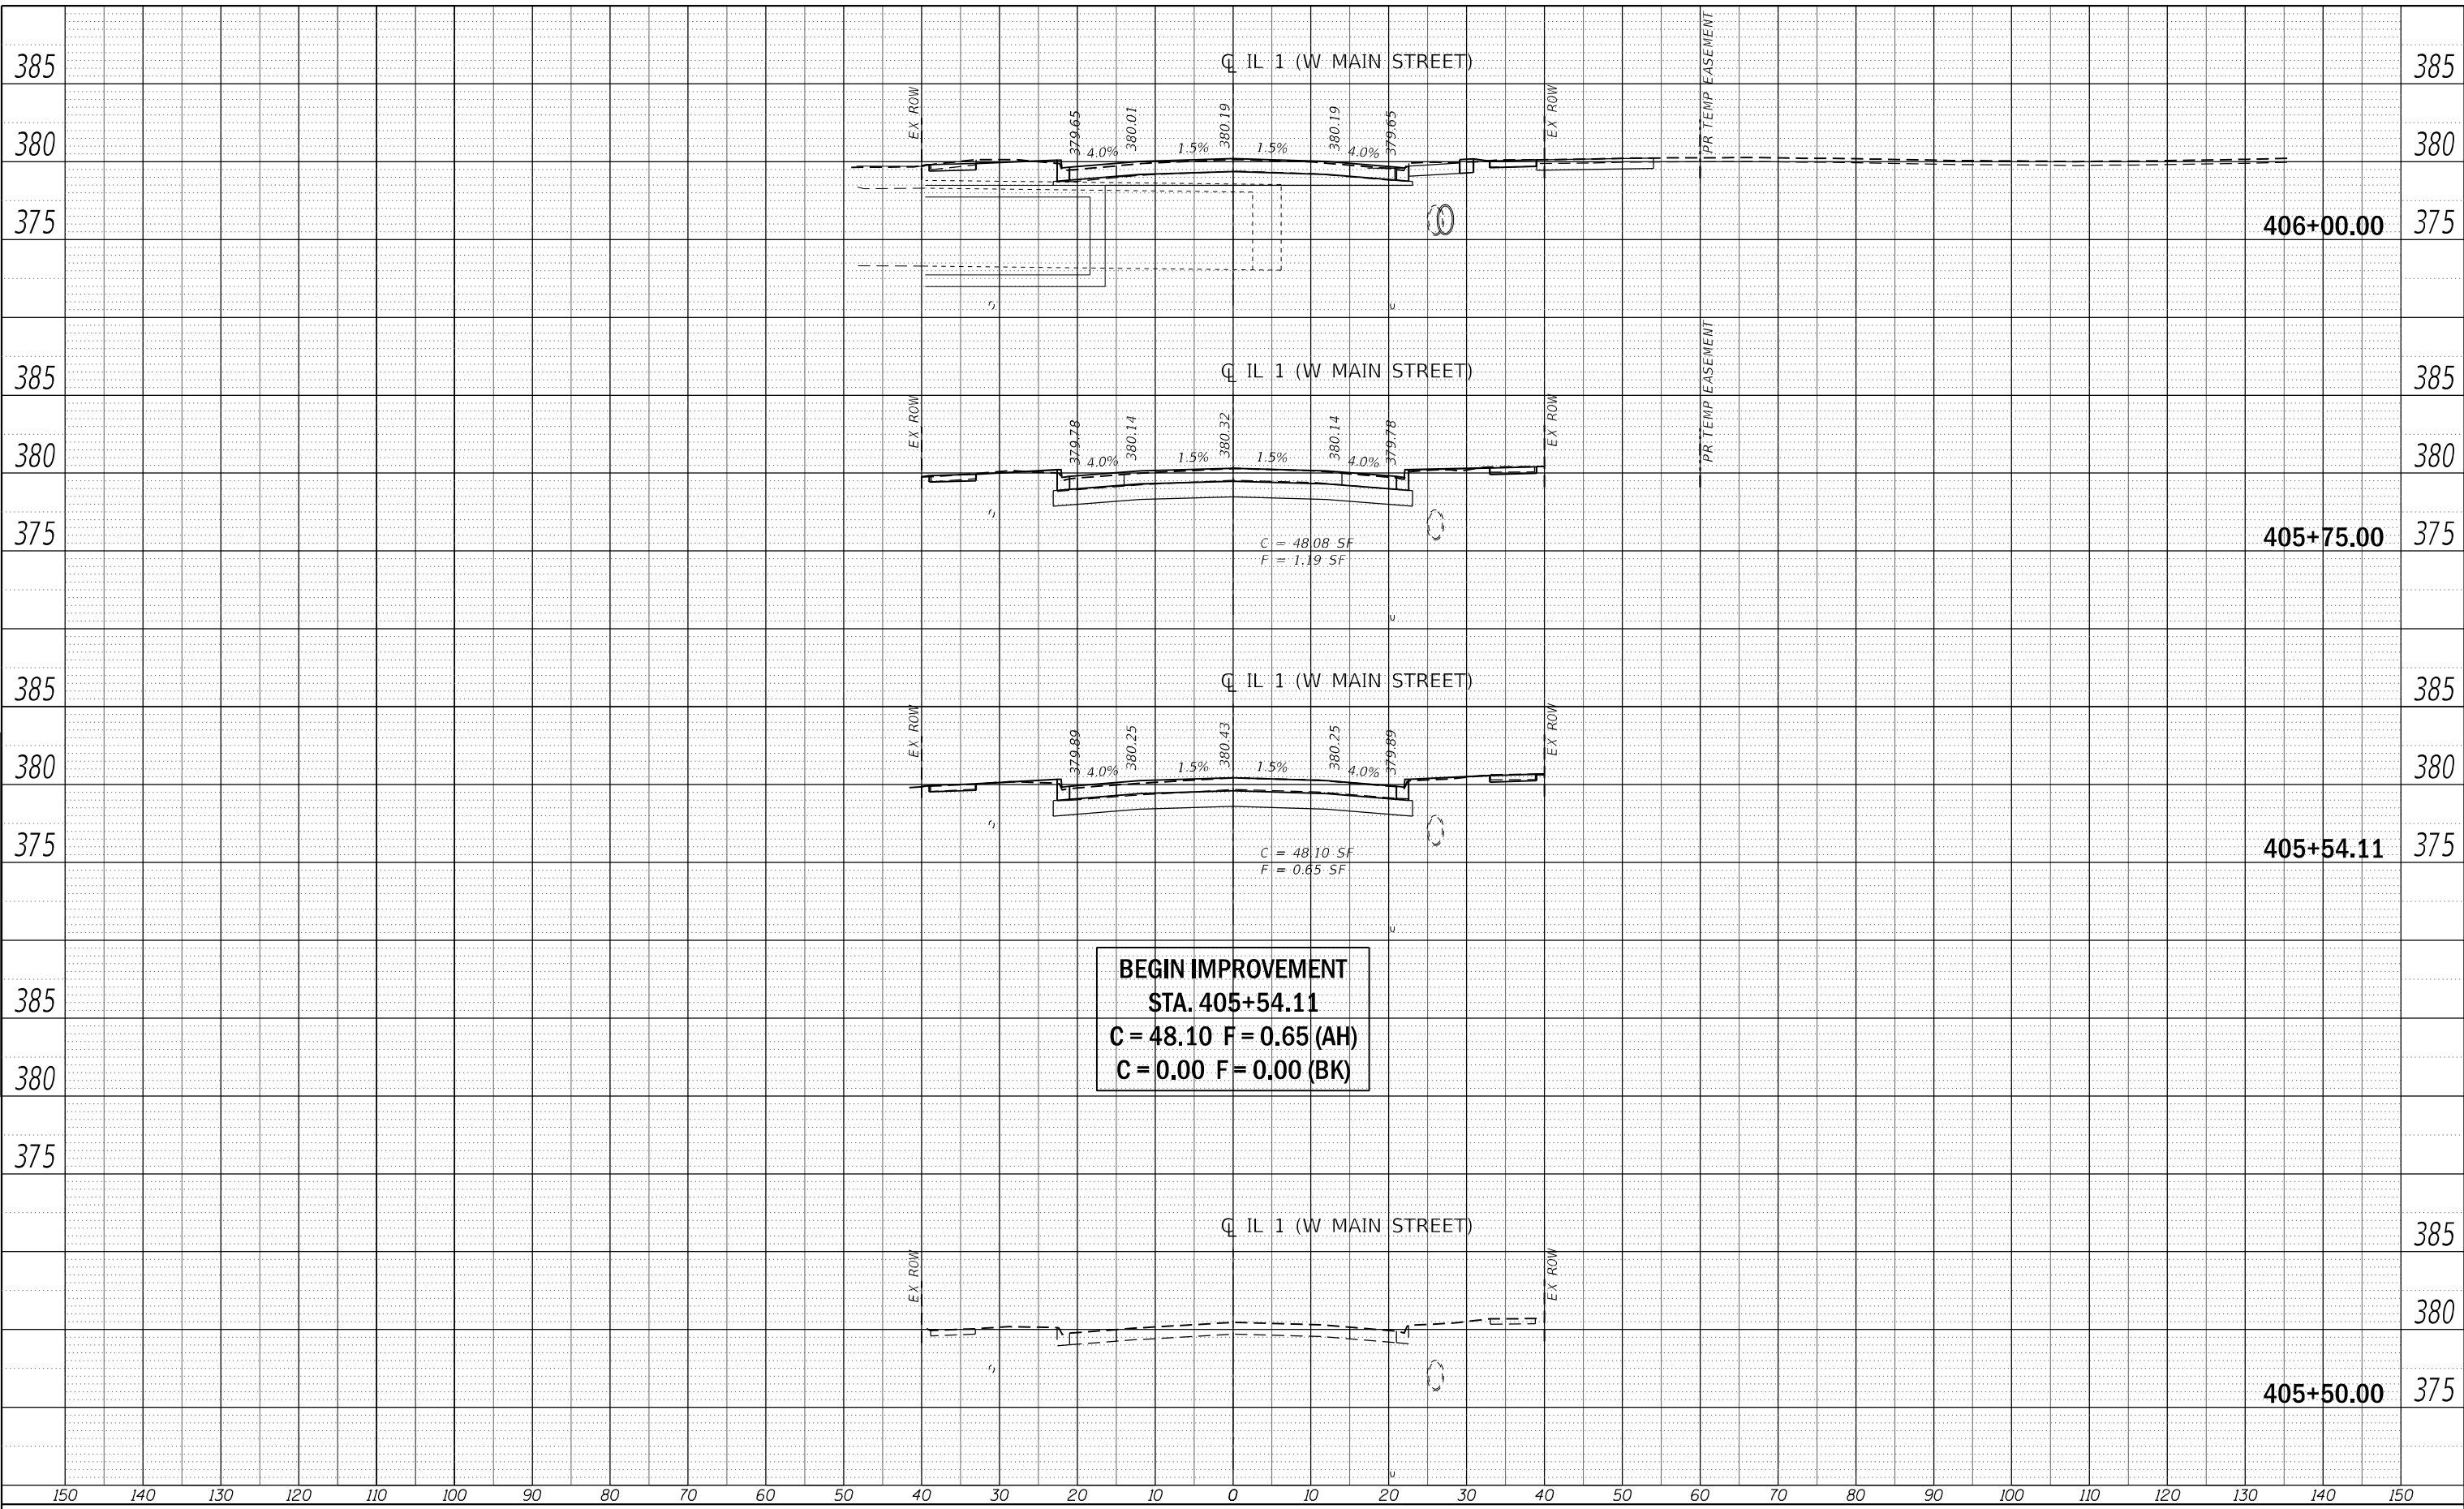 385
℄ IL 1 (W MAIN STREET)
PR TEMP EASEMENT
385
EX ROW
379.65
380.01
380.19
380.19
379.65
EX ROW
380
4.0%
1.5%
1.5%
4.0%
380
375
406+00.00
375
385
℄ IL 1 (W MAIN STREET)
PR TEMP EASEMENT
385
EX ROW
379.78
380.14
380.32
380.14
379.78
EX ROW
380
4.0%
1.5%
1.5%
4.0%
380
375
405+75.00
375
C = 48.08 SF
F = 1.19 SF
385
℄ IL 1 (W MAIN STREET)
385
EX ROW
379.89
380.25
380.43
380.25
379.89
EX ROW
380
4.0%
1.5%
1.5%
4.0%
380
375
405+54.11
375
C = 48.10 SF
F = 0.65 SF
BEGIN IMPROVEMENT
STA. 405+54.11
C = 48.10 F = 0.65 (AH)
C = 0.00 F = 0.00 (BK)
385
380
375
℄ IL 1 (W MAIN STREET)
385
EX ROW
EX ROW
380
405+50.00
375
150 140 130 120 110 100 90 80 70 60 50 40 30 20 10 0 10 20 30 40 50 60 70 80 90 100 110 120 130 140 150